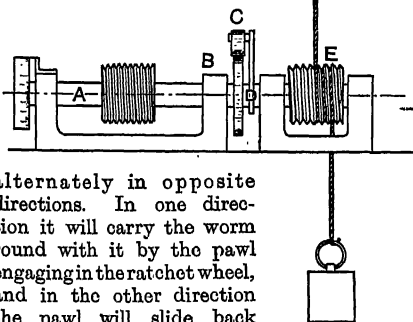 C
B
E
A
alternately in opposite
directions. In one direc-
tion it will carry the worm
round with it by the pawl
engaging in the ratchet wheel,
and in the other direction
the pawl will slide back